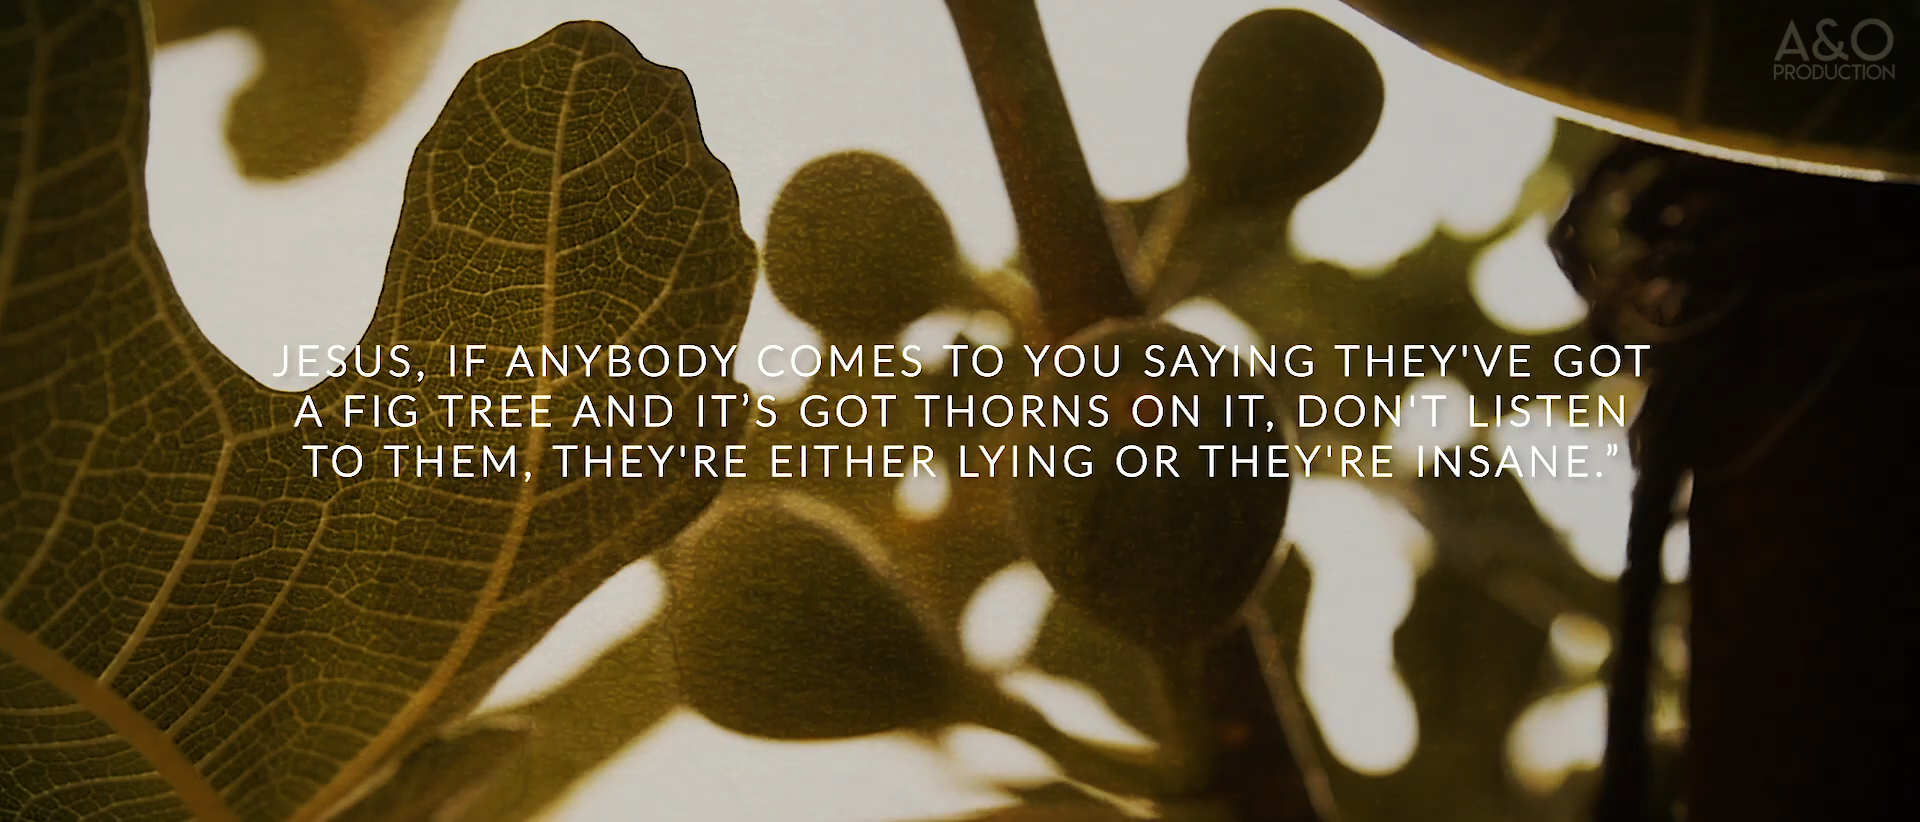 A&O
PRODUCTION
JESUS, IF ANYBODY COMES TO YOU SAYING THEY'VE GOT
A FIG TREE AND IT’S GOT THORNS ON IT, DON'T LISTEN
TO THEM, THEY'RE EITHER LYING OR THEY'RE INSANE.”